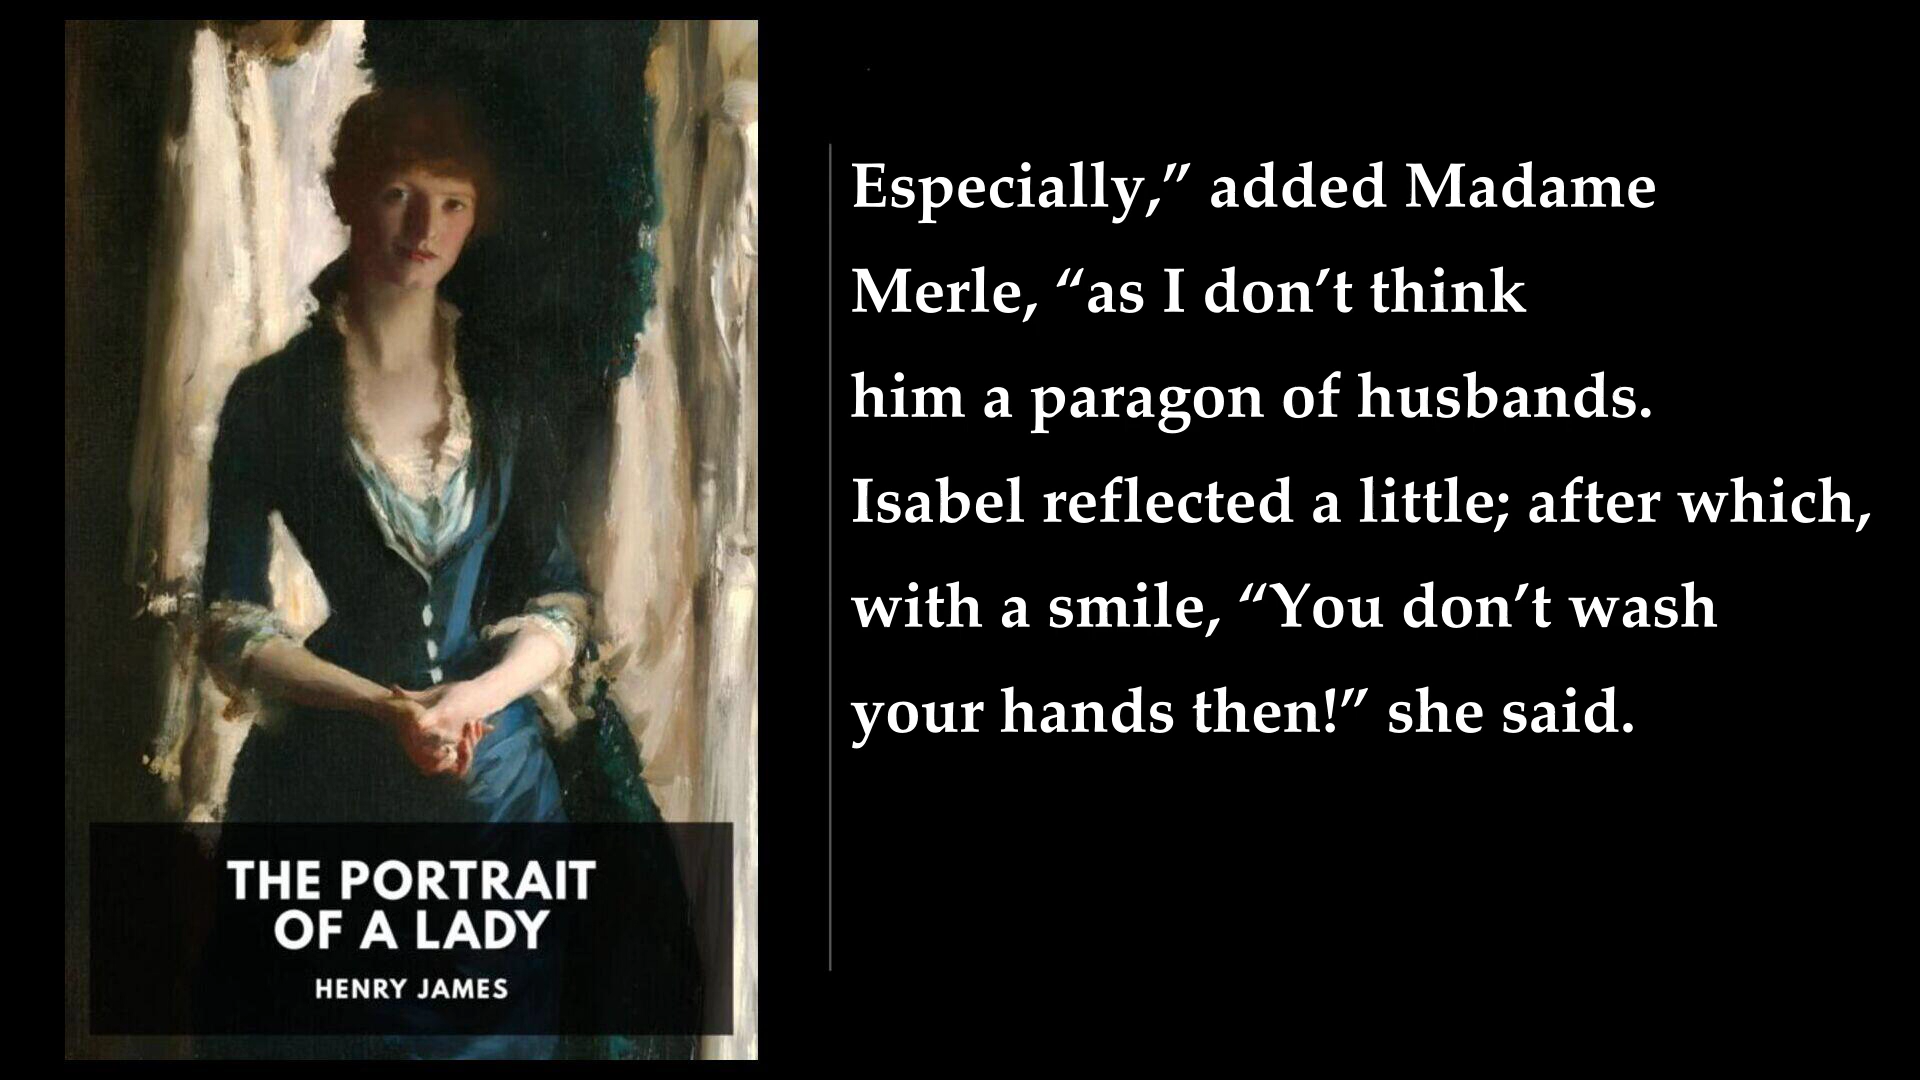 THE PORTRAIT
OF A LADY
HENRY JAMES
Especially,” added Madame
Merle, “as I don’t think
him a paragon of husbands.
Isabel reflected a little; after which,
with a smile, “You don’t wash
your hands then!” she said.